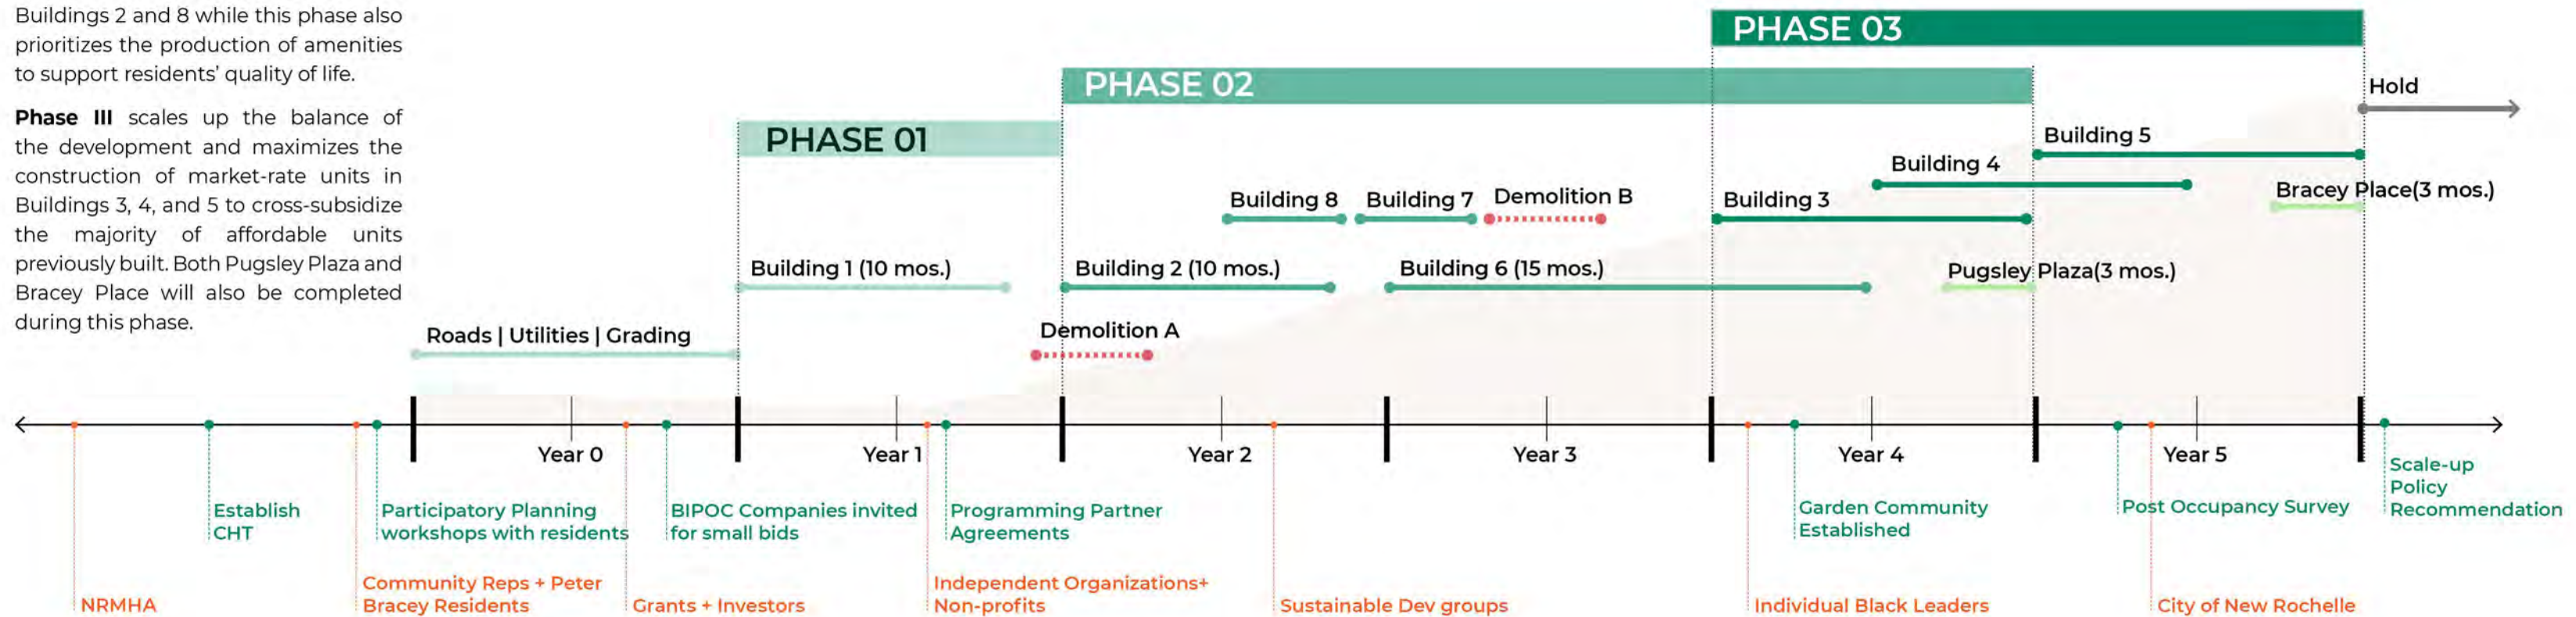 Buildings 2 and 8 while this phase also
prioritizes the production of amenities
to support residents' quality of life.
Phase III scales up the balance of
the development and maximizes the
construction of market-rate units in
Buildings 3, 4, and 5 to cross-subsidize
the majority of affordable units
previously built. Both Pugsley Plaza and
Bracey Place will also be completed
during this phase.
PHASE 03
PHASE 02
PHASE 01
Hold
Building 5
Building 4
Bracey Place(3 mos.)
Building 8
Building 7
Demolition B
Building 3
Building 1 (10 mos.)
Building 2 (10 mos.)
Building 6 (15 mos.)
Pugsley Plaza(3 mos.)
Roads | Utilities | Grading
Demolition A
Year 0
Year 1
Year 2
Year 3
Year 4
Year 5
Establish
CHT
Participatory Planning
workshops with residents
BIPOC Companies invited
for small bids
Programming Partner
Agreements
Garden Community
Established
Post Occupancy Survey
Scale-up
Policy
Recommendation
NRMHA
Community Reps + Peter
Bracey Residents
Grants + Investors
Independent Organizations+
Non-profits
Sustainable Dev groups
Individual Black Leaders
City of New Rochelle